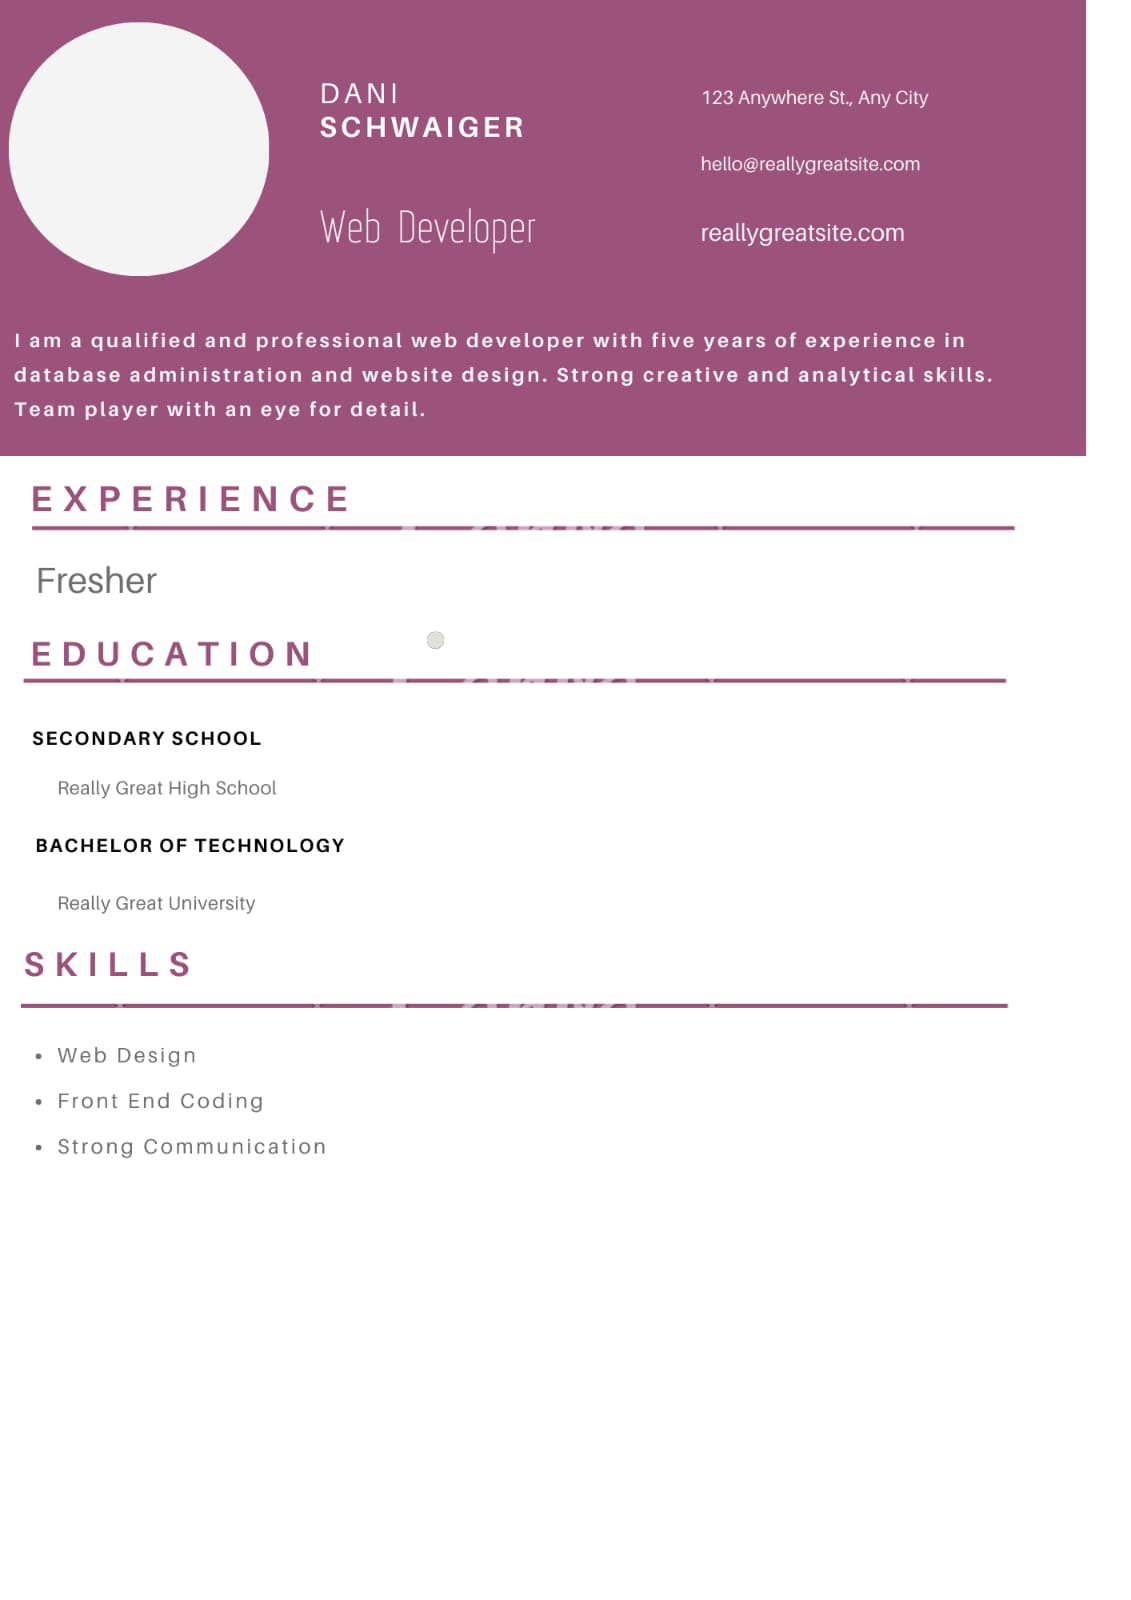 DANI
SCHWAIGER
Web Developer
123 Anywhere St., Any City
hello@reallygreatsite.com
reallygreatsite.com
I am a qualified and professional web developer with five years of experience in
database administration and website design. Strong creative and analytical skills.
Team player with an eye for detail.
EXPERIENCE
Fresher
EDUCATION
SECONDARY SCHOOL
Really Great High School
BACHELOR OF TECHNOLOGY
Really Great University
SKILLS
• Web Design
• Front End Coding
• Strong Communication